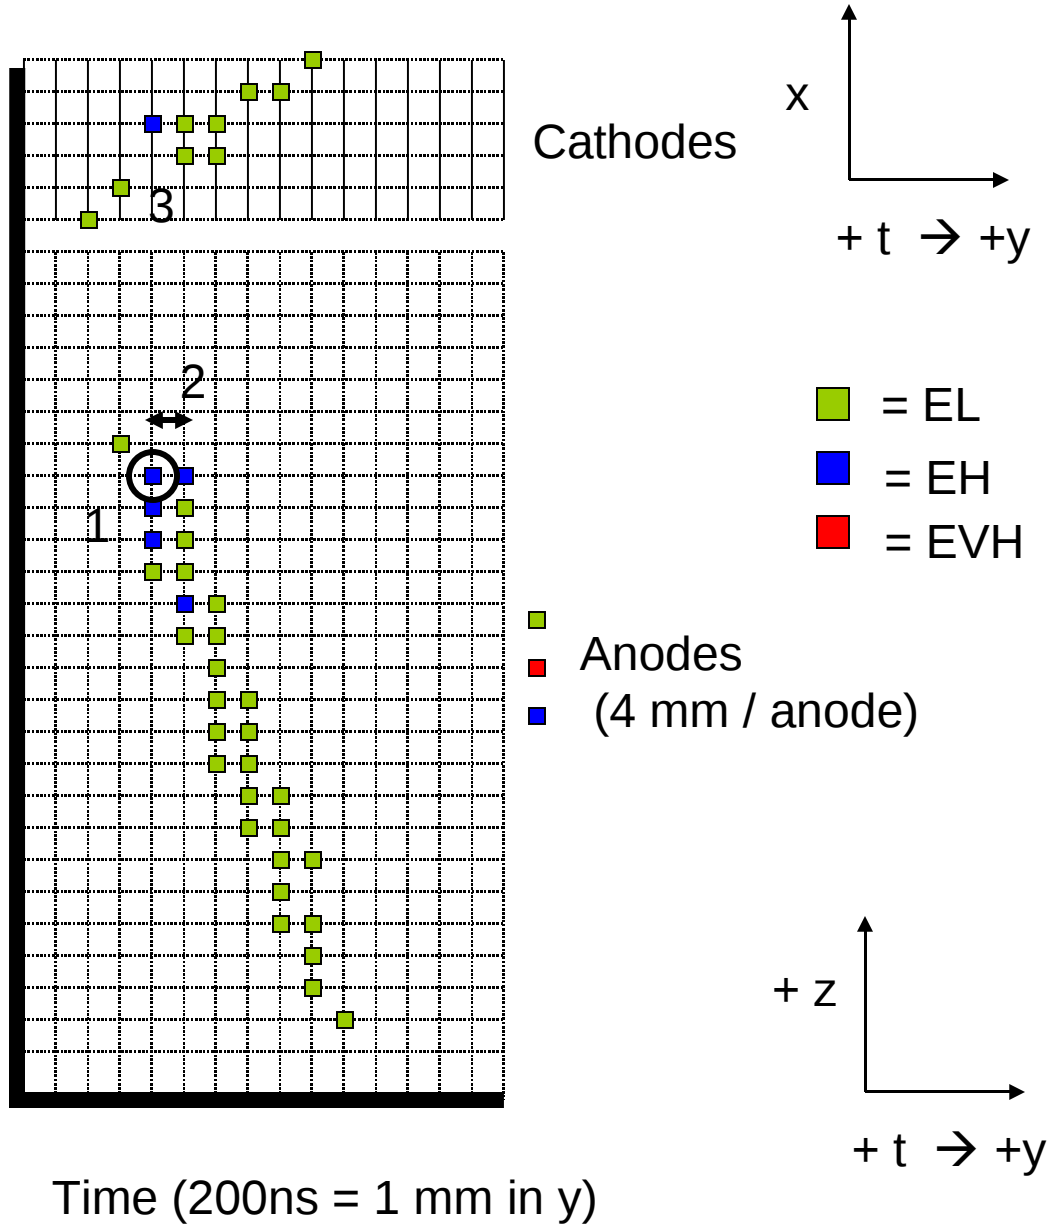 x
Cathodes
3
+ t → +y
2
= EL
= EH
1
= EVH
Anodes
(4 mm / anode)
+ z
+ t → +y
Time (200ns = 1 mm in y)